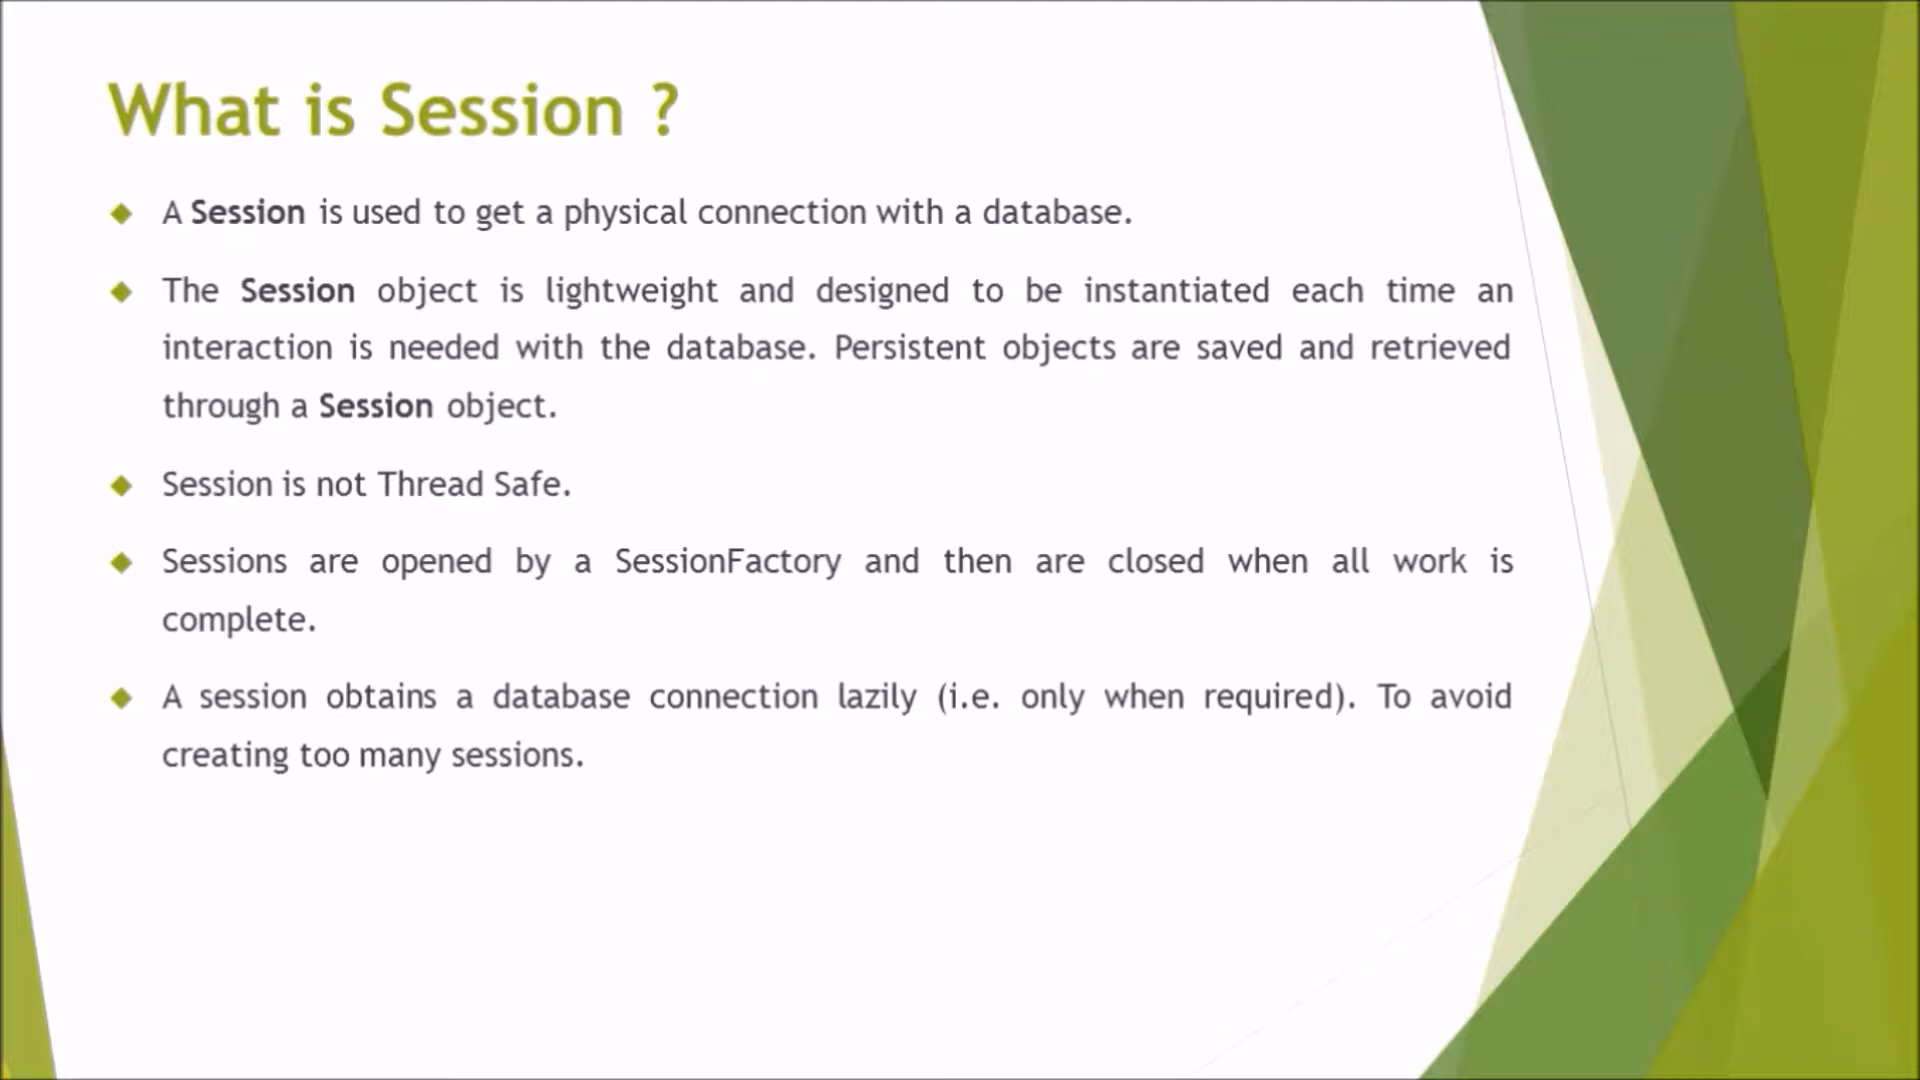 What is Session ?
A Session is used to get a physical connection with a database.
The Session object is lightweight and designed to be instantiated each time an
interaction is needed with the database. Persistent objects are saved and retrieved
through a Session object.
Session is not Thread Safe.
Sessions are opened by a SessionFactory and then are closed when all work is
complete.
A session obtains a database connection lazily (i.e. only when required). To avoid
creating too many sessions.